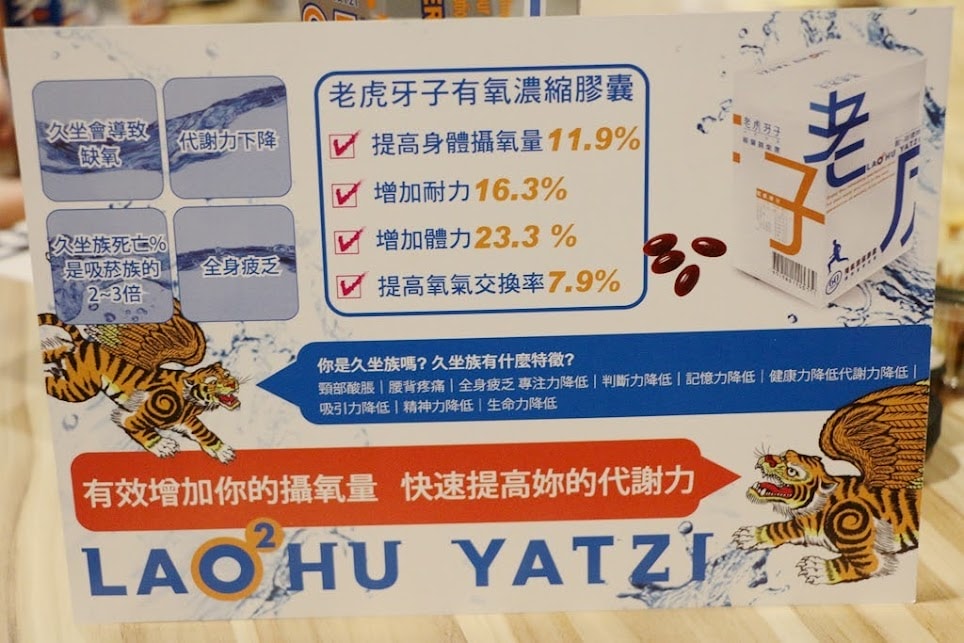 久坐會導致
缺氧
代謝力下降
久坐族死亡%
是吸菸族的
2~3倍
全身疲乏
老虎牙子有氧濃縮膠囊
提高身體攝氧量11.9%
增加耐力16.3%
增加體力23.3 %
提高氧氣交換率7.9%
老虎牙子
老
虎
子
LAO²HU
YATZI
你是久坐族嗎? 久坐族有什麼特徵?
頸部酸脹｜腰背疼痛｜全身疲乏 專注力降低｜判斷力降低｜記憶力降低｜健康力降低代謝力降低｜
吸引力降低｜精神力降低｜生命力降低
有效增加你的攝氧量 快速提高妳的代謝力
LAO²HU YATZI